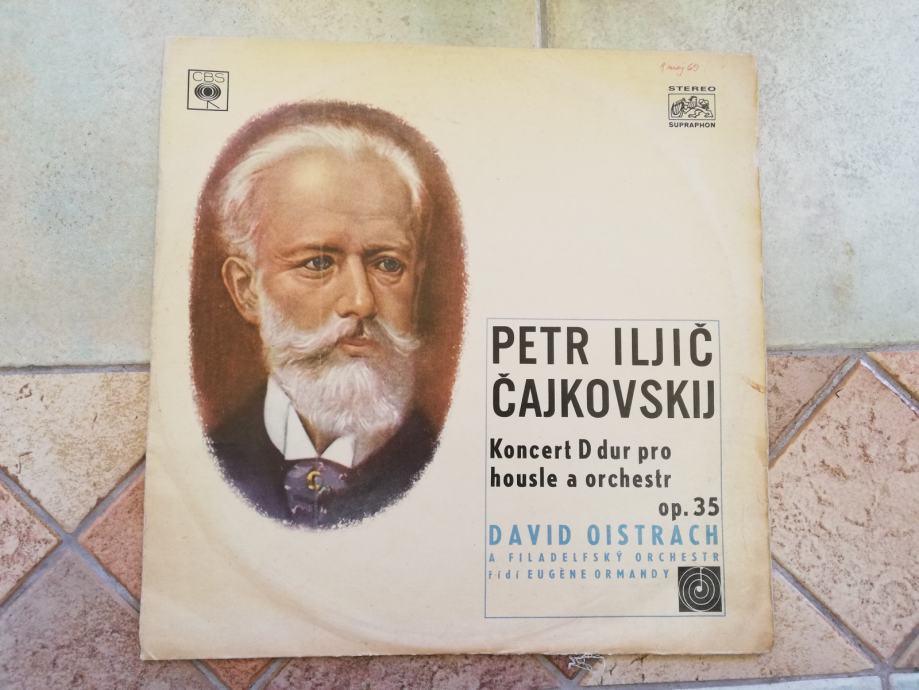 CBS
STEREO
SUPRAPHON
PETR ILJIČ
ČAJKOVSKIJ
Koncert D dur pro
housle a orchestr
op. 35
DAVID OISTRACH
A FILADELFSKÝ ORCHESTR
řídí EUGÈNE ORMANDY